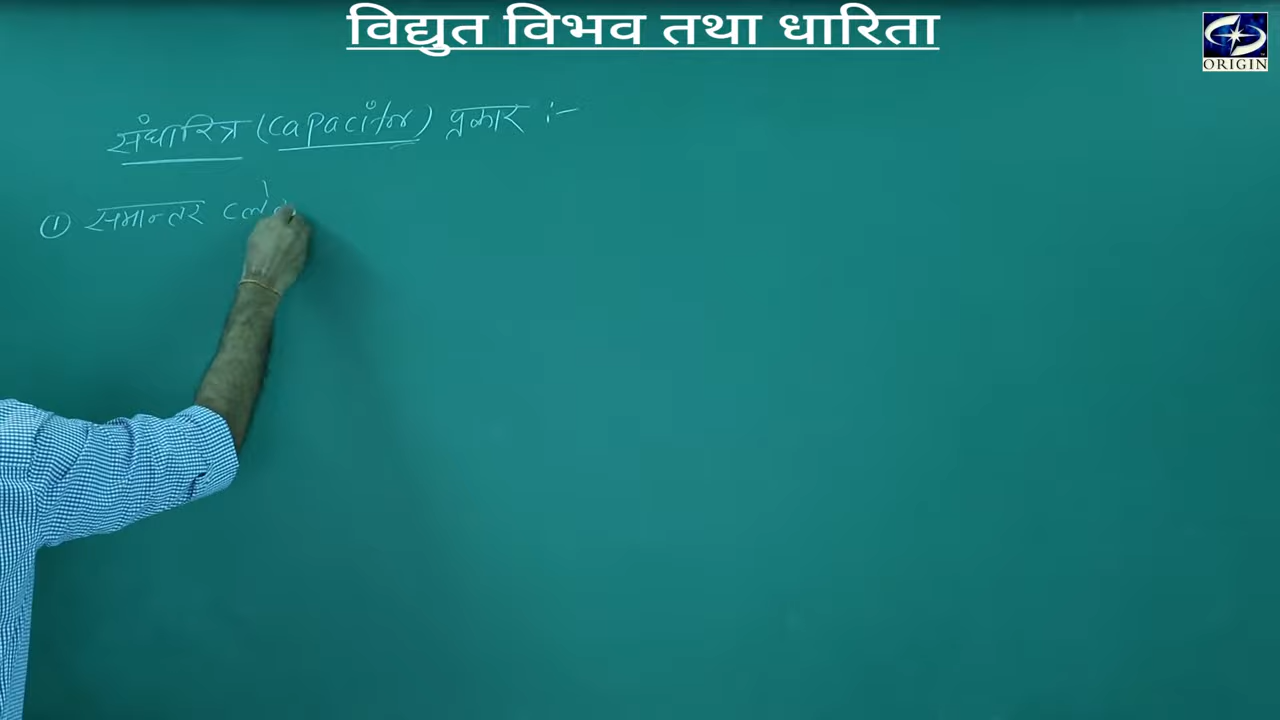 विद्युत विभव तथा धारिता
ORIGIN
संधारित्र (Capacitor) प्रकार :-
① समान्तर